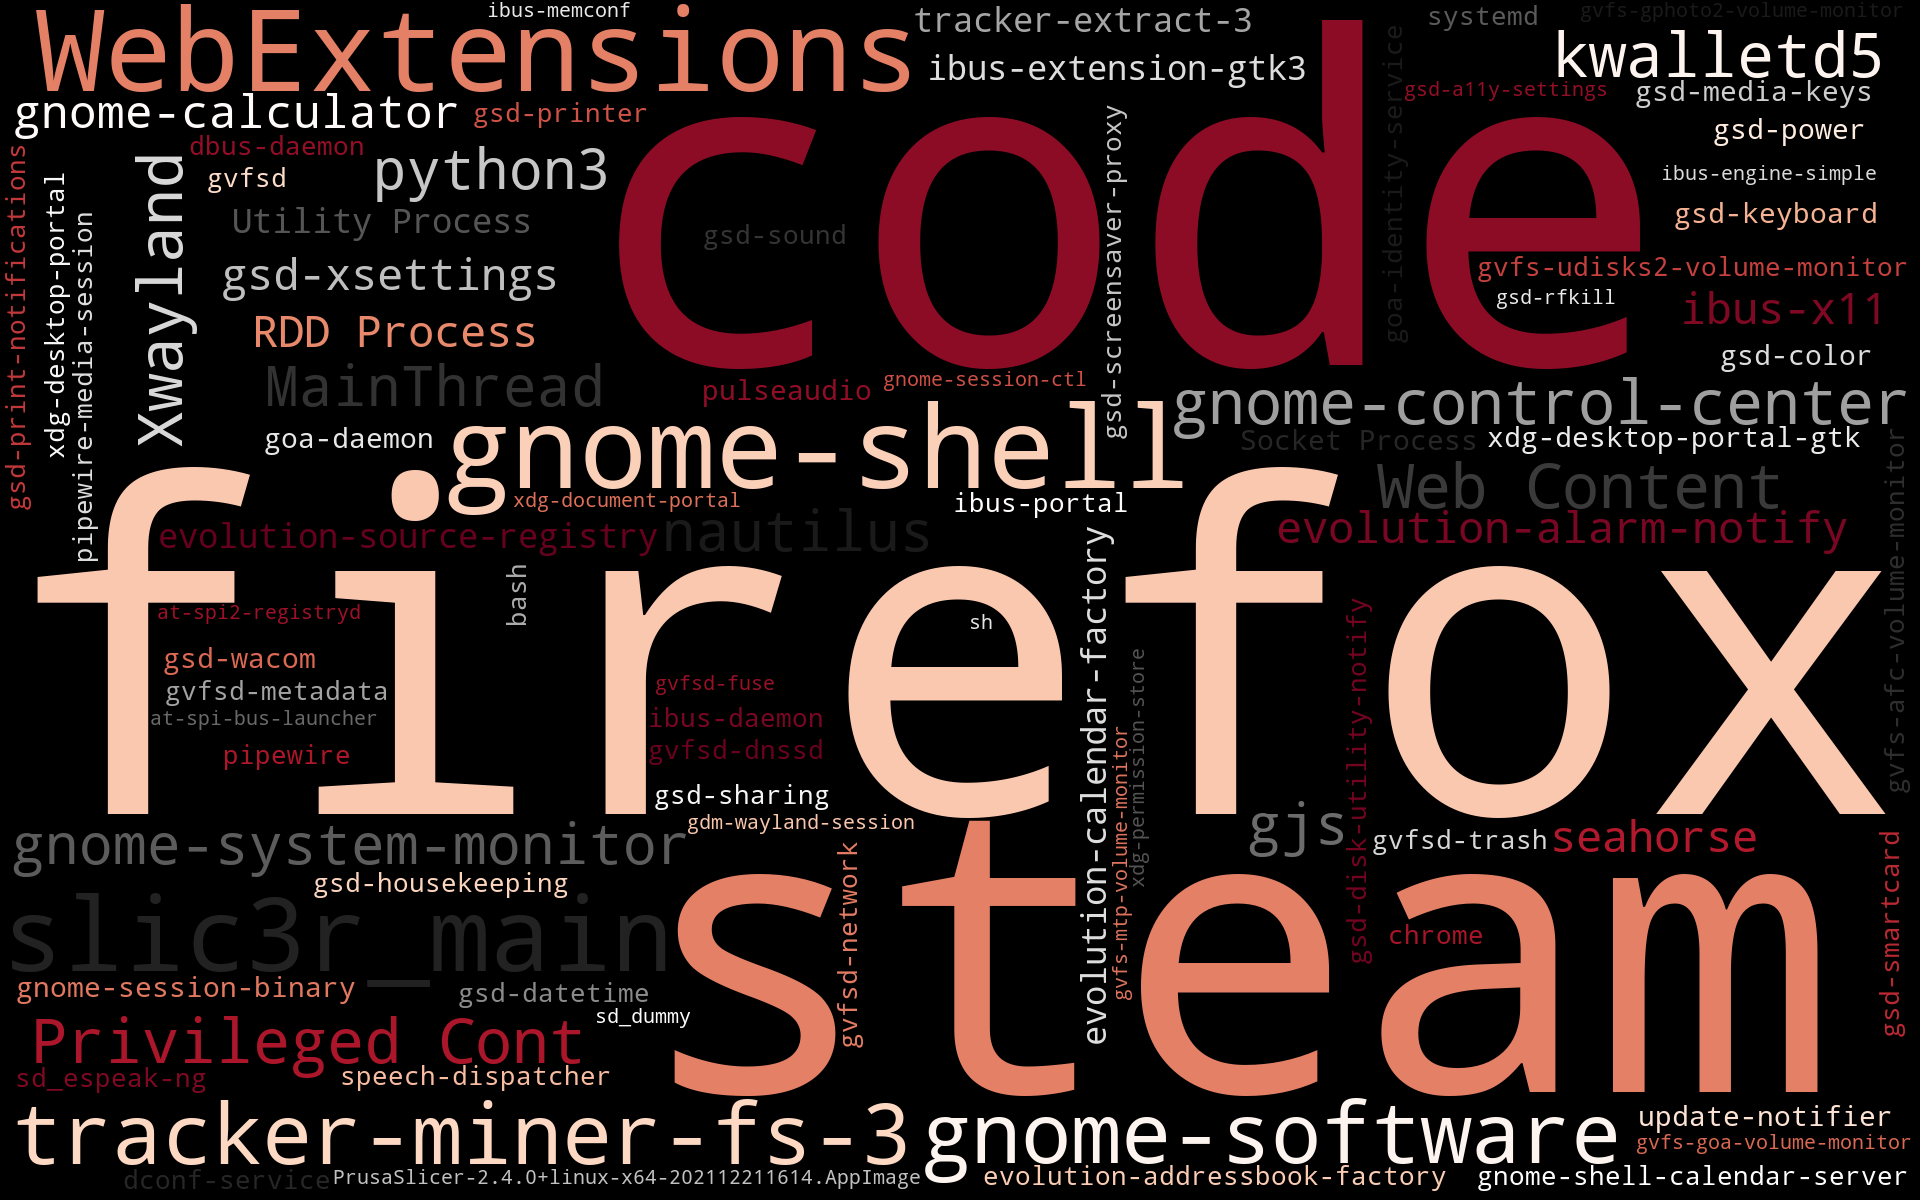 ibus-memconf
WebExtensions
tracker-extract-3
systemd
gvfs-gphoto2-volume-monitor
ibus-extension-gtk3
kwalletd5
gnome-calculator
gsd-printer
code
goa-identity-service
gsd-a11y-settings
gsd-media-keys
gsd-power
gsd-print-notifications
xdg-desktop-portal
pipewire-media-session
Xwayland
dbus-daemon
gvfsd
python3
gsd-screensaver-proxy
ibus-engine-simple
Utility Process
gsd-sound
gsd-keyboard
gsd-xsettings
gvfs-udisks2-volume-monitor
gsd-rfkill
ibus-x11
RDD Process
gsd-color
MainThread
pulseaudio
gnome-session-ctl
gnome-control-center
goa-daemon
gnome-shell
Socket Process
xdg-desktop-portal-gtk
gvfs-afc-volume-monitor
firefox
xdg-document-portal
ibus-portal
Web Content
evolution-source-registry
nautilus
evolution-alarm-notify
bash
evolution-calendar-factory
at-spi2-registryd
sh
gsd-disk-utility-notify
gsd-wacom
gvfsd-metadata
gvfsd-fuse
xdg-permission-store
at-spi-bus-launcher
ibus-daemon
gvfs-mtp-volume-monitor
pipewire
gvfsd-dnssd
gsd-sharing
gdm-wayland-session
gnome-system-monitor
gjs
gvfsd-trash
seahorse
steam
gvfsd-network
gsd-smartcard
gsd-housekeeping
slic3r_main
chrome
gnome-session-binary
gsd-datetime
sd_dummy
Privileged Cont
sd_espeak-ng
speech-dispatcher
tracker-miner-fs-3
gnome-software
update-notifier
gvfs-goa-volume-monitor
dconf-service
PrusaSlicer-2.4.0+linux-x64-202112211614.AppImage
evolution-addressbook-factory
gnome-shell-calendar-server